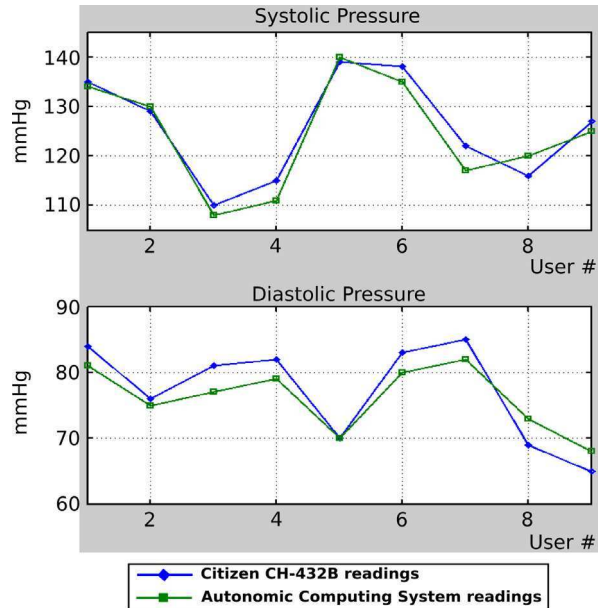 Systolic Pressure
140
130
120
110
mmHg
2 4 6 8
User #
Diastolic Pressure
90
80
70
60
mmHg
2 4 6 8
User #
Citizen CH-432B readings
Autonomic Computing System readings